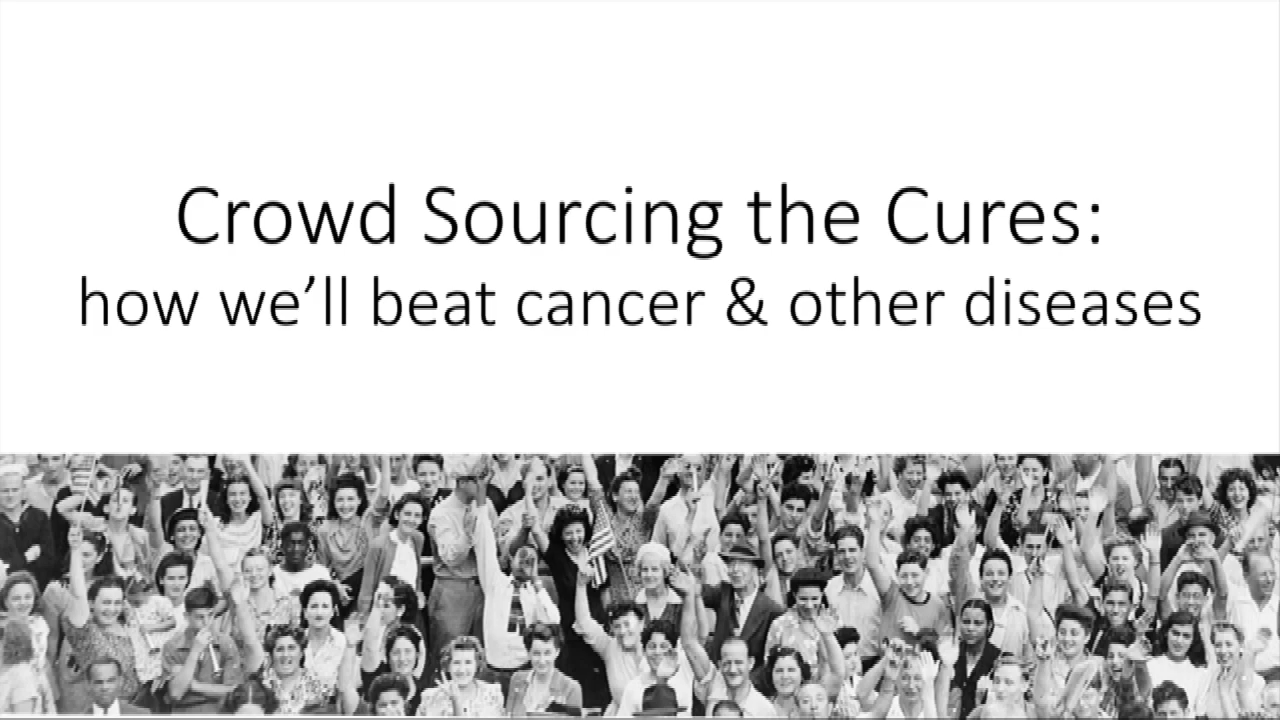 Crowd Sourcing the Cures:
how we’ll beat cancer & other diseases